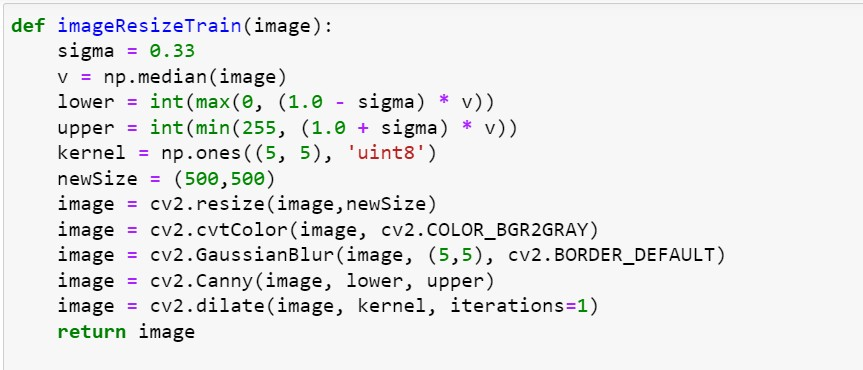 def imageResizeTrain(image):
    sigma = 0.33
    v = np.median(image)
    lower = int(max(0, (1.0 - sigma) * v))
    upper = int(min(255, (1.0 + sigma) * v))
    kernel = np.ones((5, 5), 'uint8')
    newSize = (500,500)
    image = cv2.resize(image,newSize)
    image = cv2.cvtColor(image, cv2.COLOR_BGR2GRAY)
    image = cv2.GaussianBlur(image, (5,5), cv2.BORDER_DEFAULT)
    image = cv2.Canny(image, lower, upper)
    image = cv2.dilate(image, kernel, iterations=1)
    return image